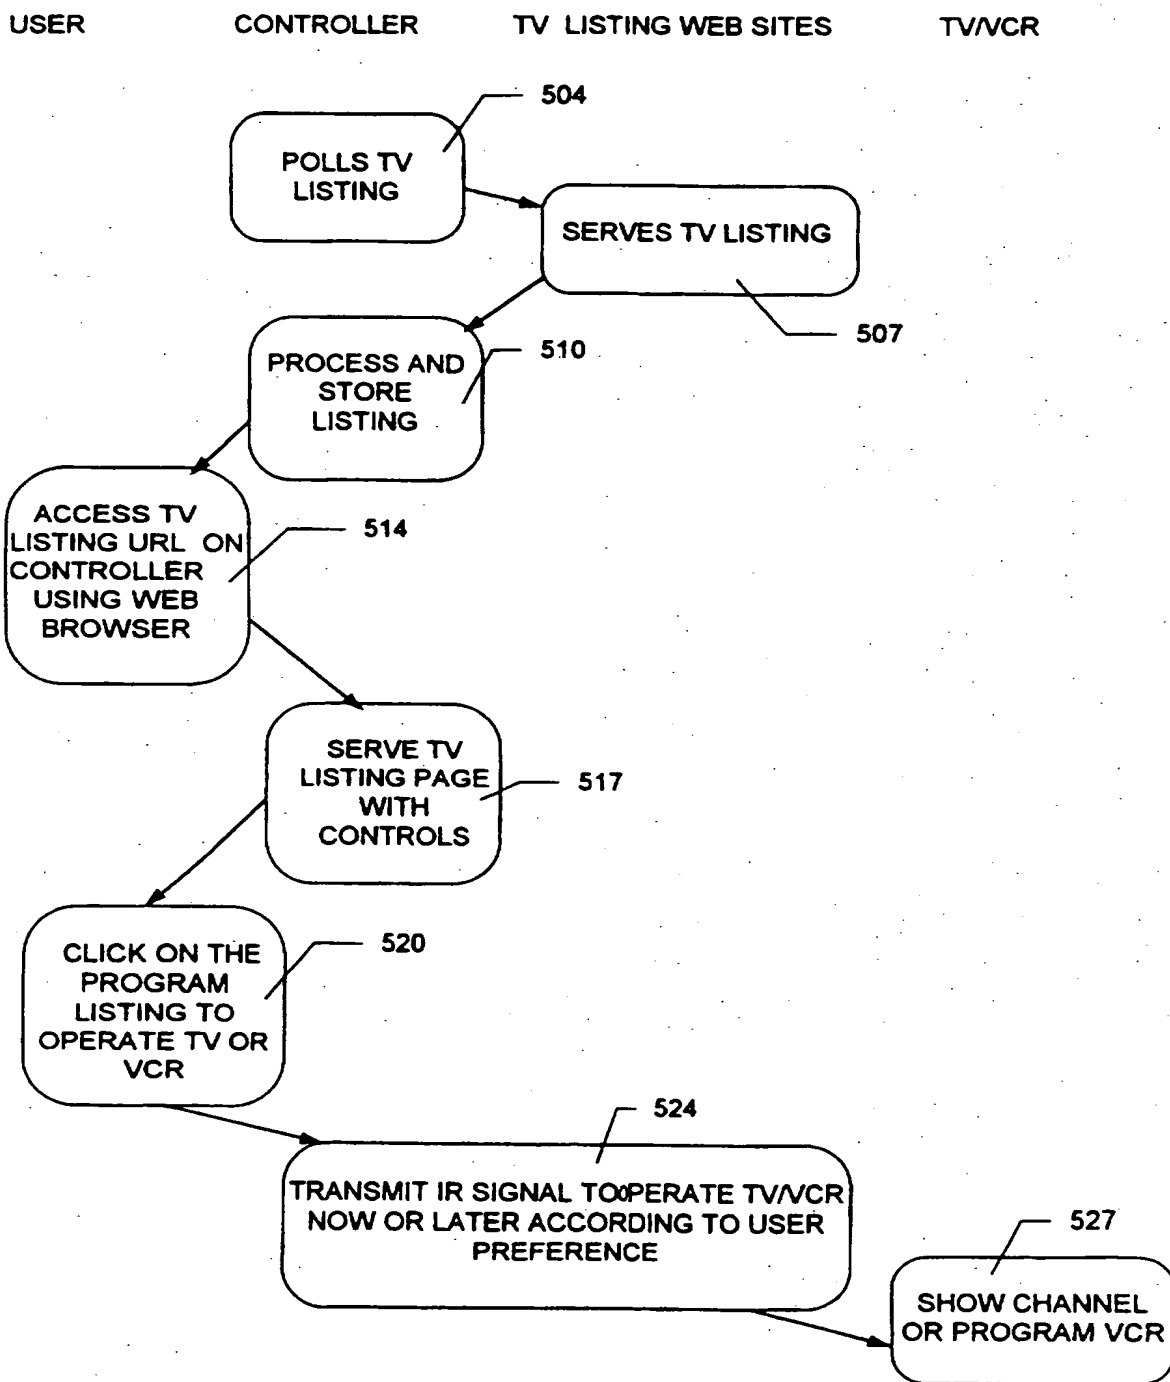 USER CONTROLLER TV LISTING WEB SITES TV/VCR
504
POLLS TV
LISTING
SERVES TV LISTING
507
510
PROCESS AND
STORE
LISTING
ACCESS TV
LISTING URL ON
CONTROLLER
USING WEB
BROWSER
514
SERVE TV
LISTING PAGE
WITH
CONTROLS
517
CLICK ON THE
PROGRAM
LISTING TO
OPERATE TV OR
VCR
520
524
TRANSMIT IR SIGNAL TO OPERATE TV/VCR
NOW OR LATER ACCORDING TO USER
PREFERENCE
527
SHOW CHANNEL
OR PROGRAM VCR